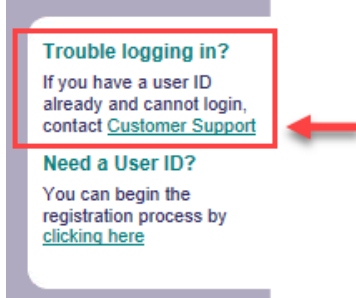 Trouble logging in?
If you have a user ID
already and cannot login,
contact Customer Support
Need a User ID?
You can begin the
registration process by
clicking here